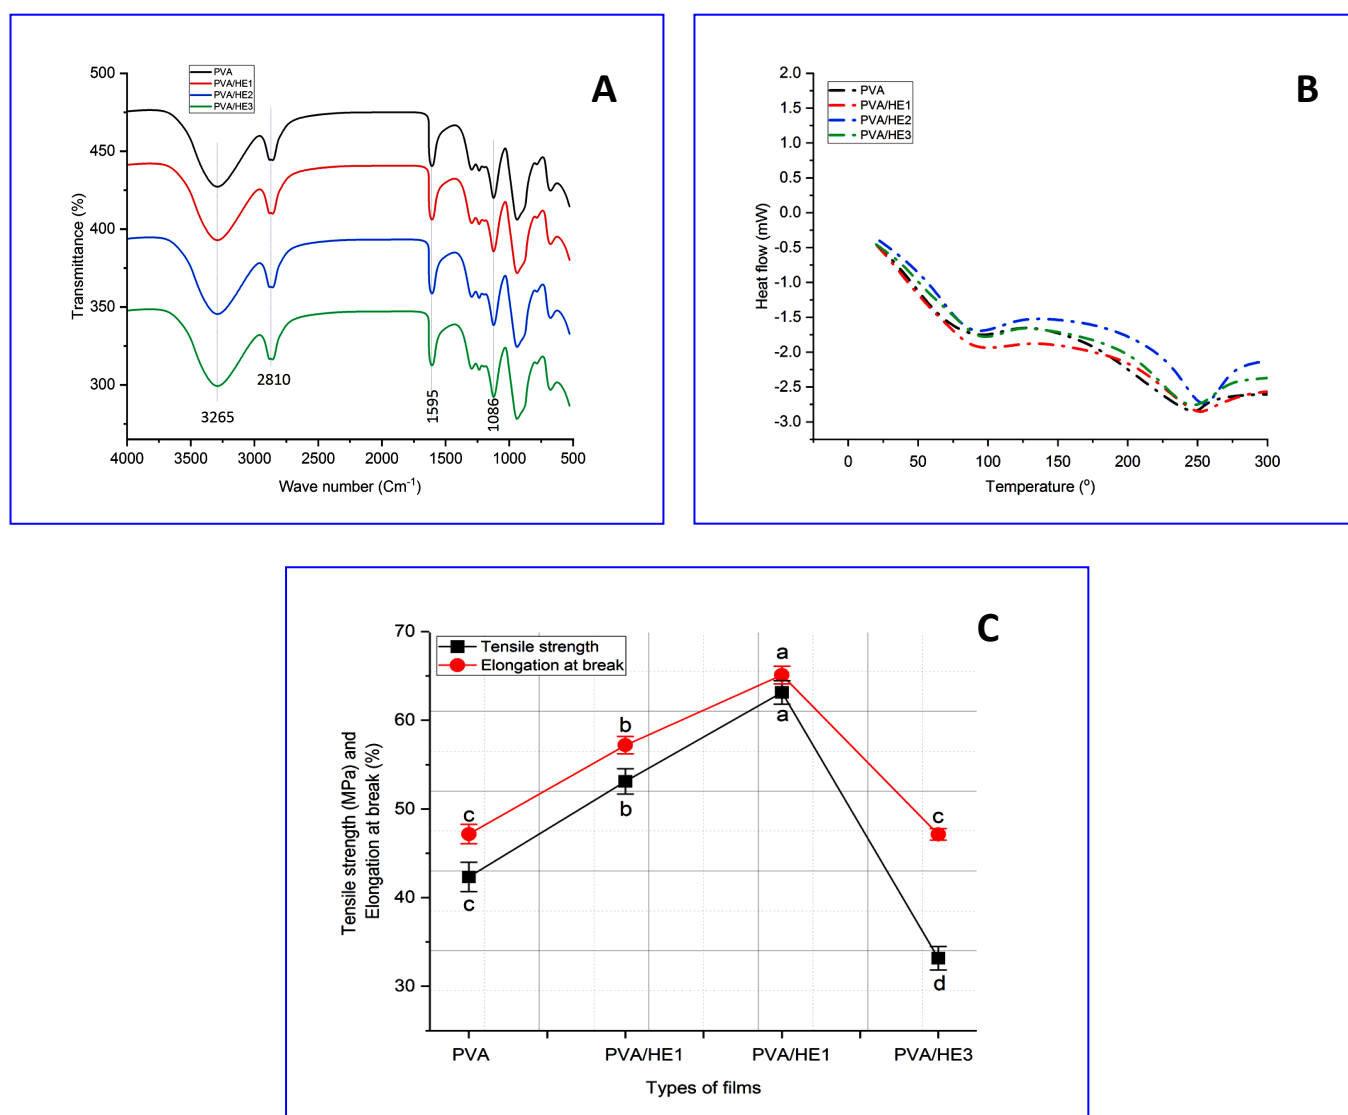 A
500
450
400
350
300
Transmittance (%)
PVA
PVA/HE1
PVA/HE2
PVA/HE3
3265
2810
1595
1086
4000 3500 3000 2500 2000 1500 1000 500
Wave number (Cm-1)
B
2.0
1.5
1.0
0.5
0.0
-0.5
-1.0
-1.5
-2.0
-2.5
-3.0
Heat flow (mW)
PVA
PVA/HE1
PVA/HE2
PVA/HE3
0 50 100 150 200 250 300
Temperature (o)
C
70
60
50
40
30
Tensile strength (MPa) and
Elongation at break (%)
Tensile strength
Elongation at break
a
a
b
b
c
c
c
d
PVA PVA/HE1 PVA/HE1 PVA/HE3
Types of films